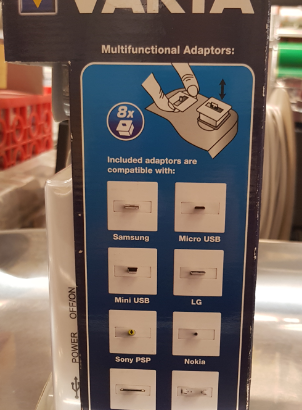 VARTA
Multifunctional Adaptors:
8x
Included adaptors are
compatible with:
Samsung
Micro USB
Mini USB
LG
Sony PSP
Nokia
POWER OFF/ON